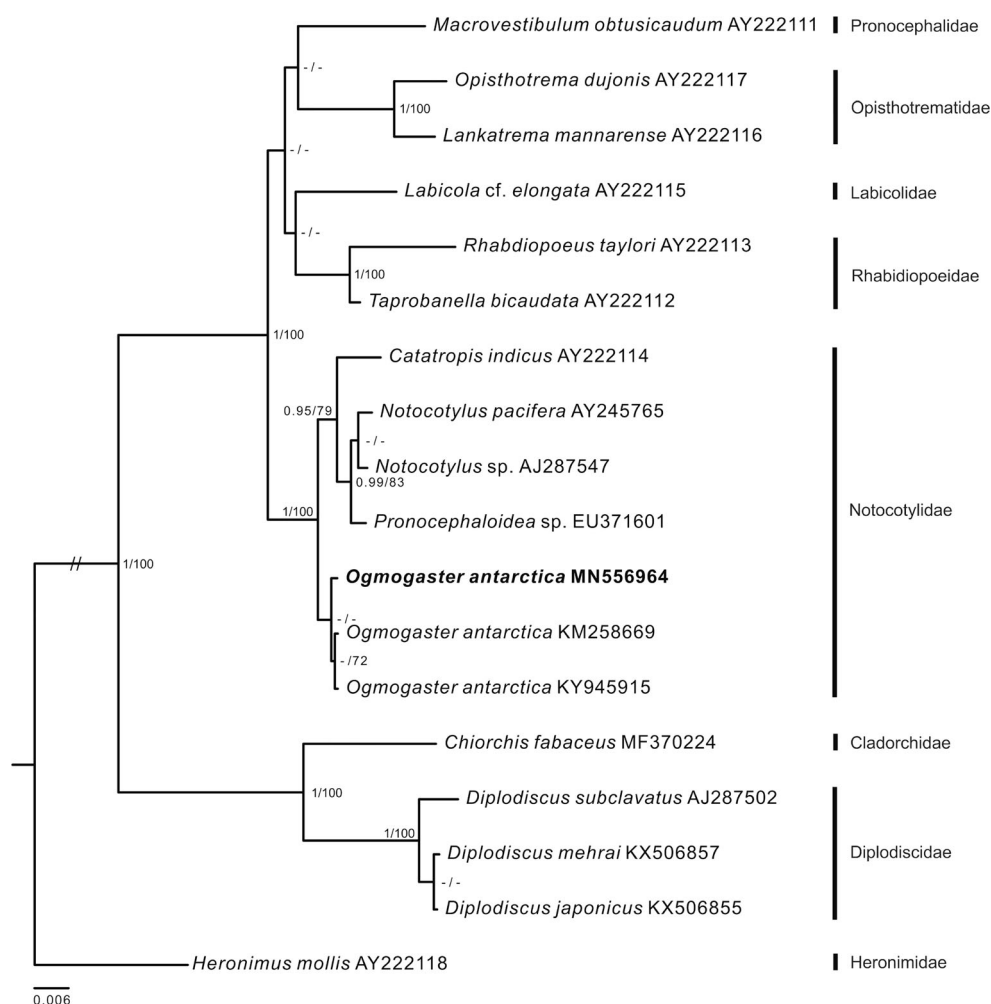 Macrovestibulum obtusicaudum AY222111
Pronocephalidae
- / -
Opisthotrema dujonis AY222117
1/100
Opisthotrematidae
Lankatrema mannarense AY222116
- / -
Labicola cf. elongata AY222115
Labicolidae
- / -
Rhabdiopoeus taylori AY222113
1/100
Rhabidiopoeidae
Taprobanella bicaudata AY222112
1/100
Catatropis indicus AY222114
0.95/79
Notocotylus pacifera AY245765
- / -
Notocotylus sp. AJ287547
0.99/83
Notocotylidae
1/100
Pronocephaloidea sp. EU371601
//
1/100
Ogmogaster antarctica MN556964
- / -
Ogmogaster antarctica KM258669
- /72
Ogmogaster antarctica KY945915
Chiorchis fabaceus MF370224
Cladorchidae
1/100
Diplodiscus subclavatus AJ287502
1/100
Diplodiscus mehrai KX506857
Diplodiscidae
- / -
Diplodiscus japonicus KX506855
Heronimus mollis AY222118
Heronimidae
0.006